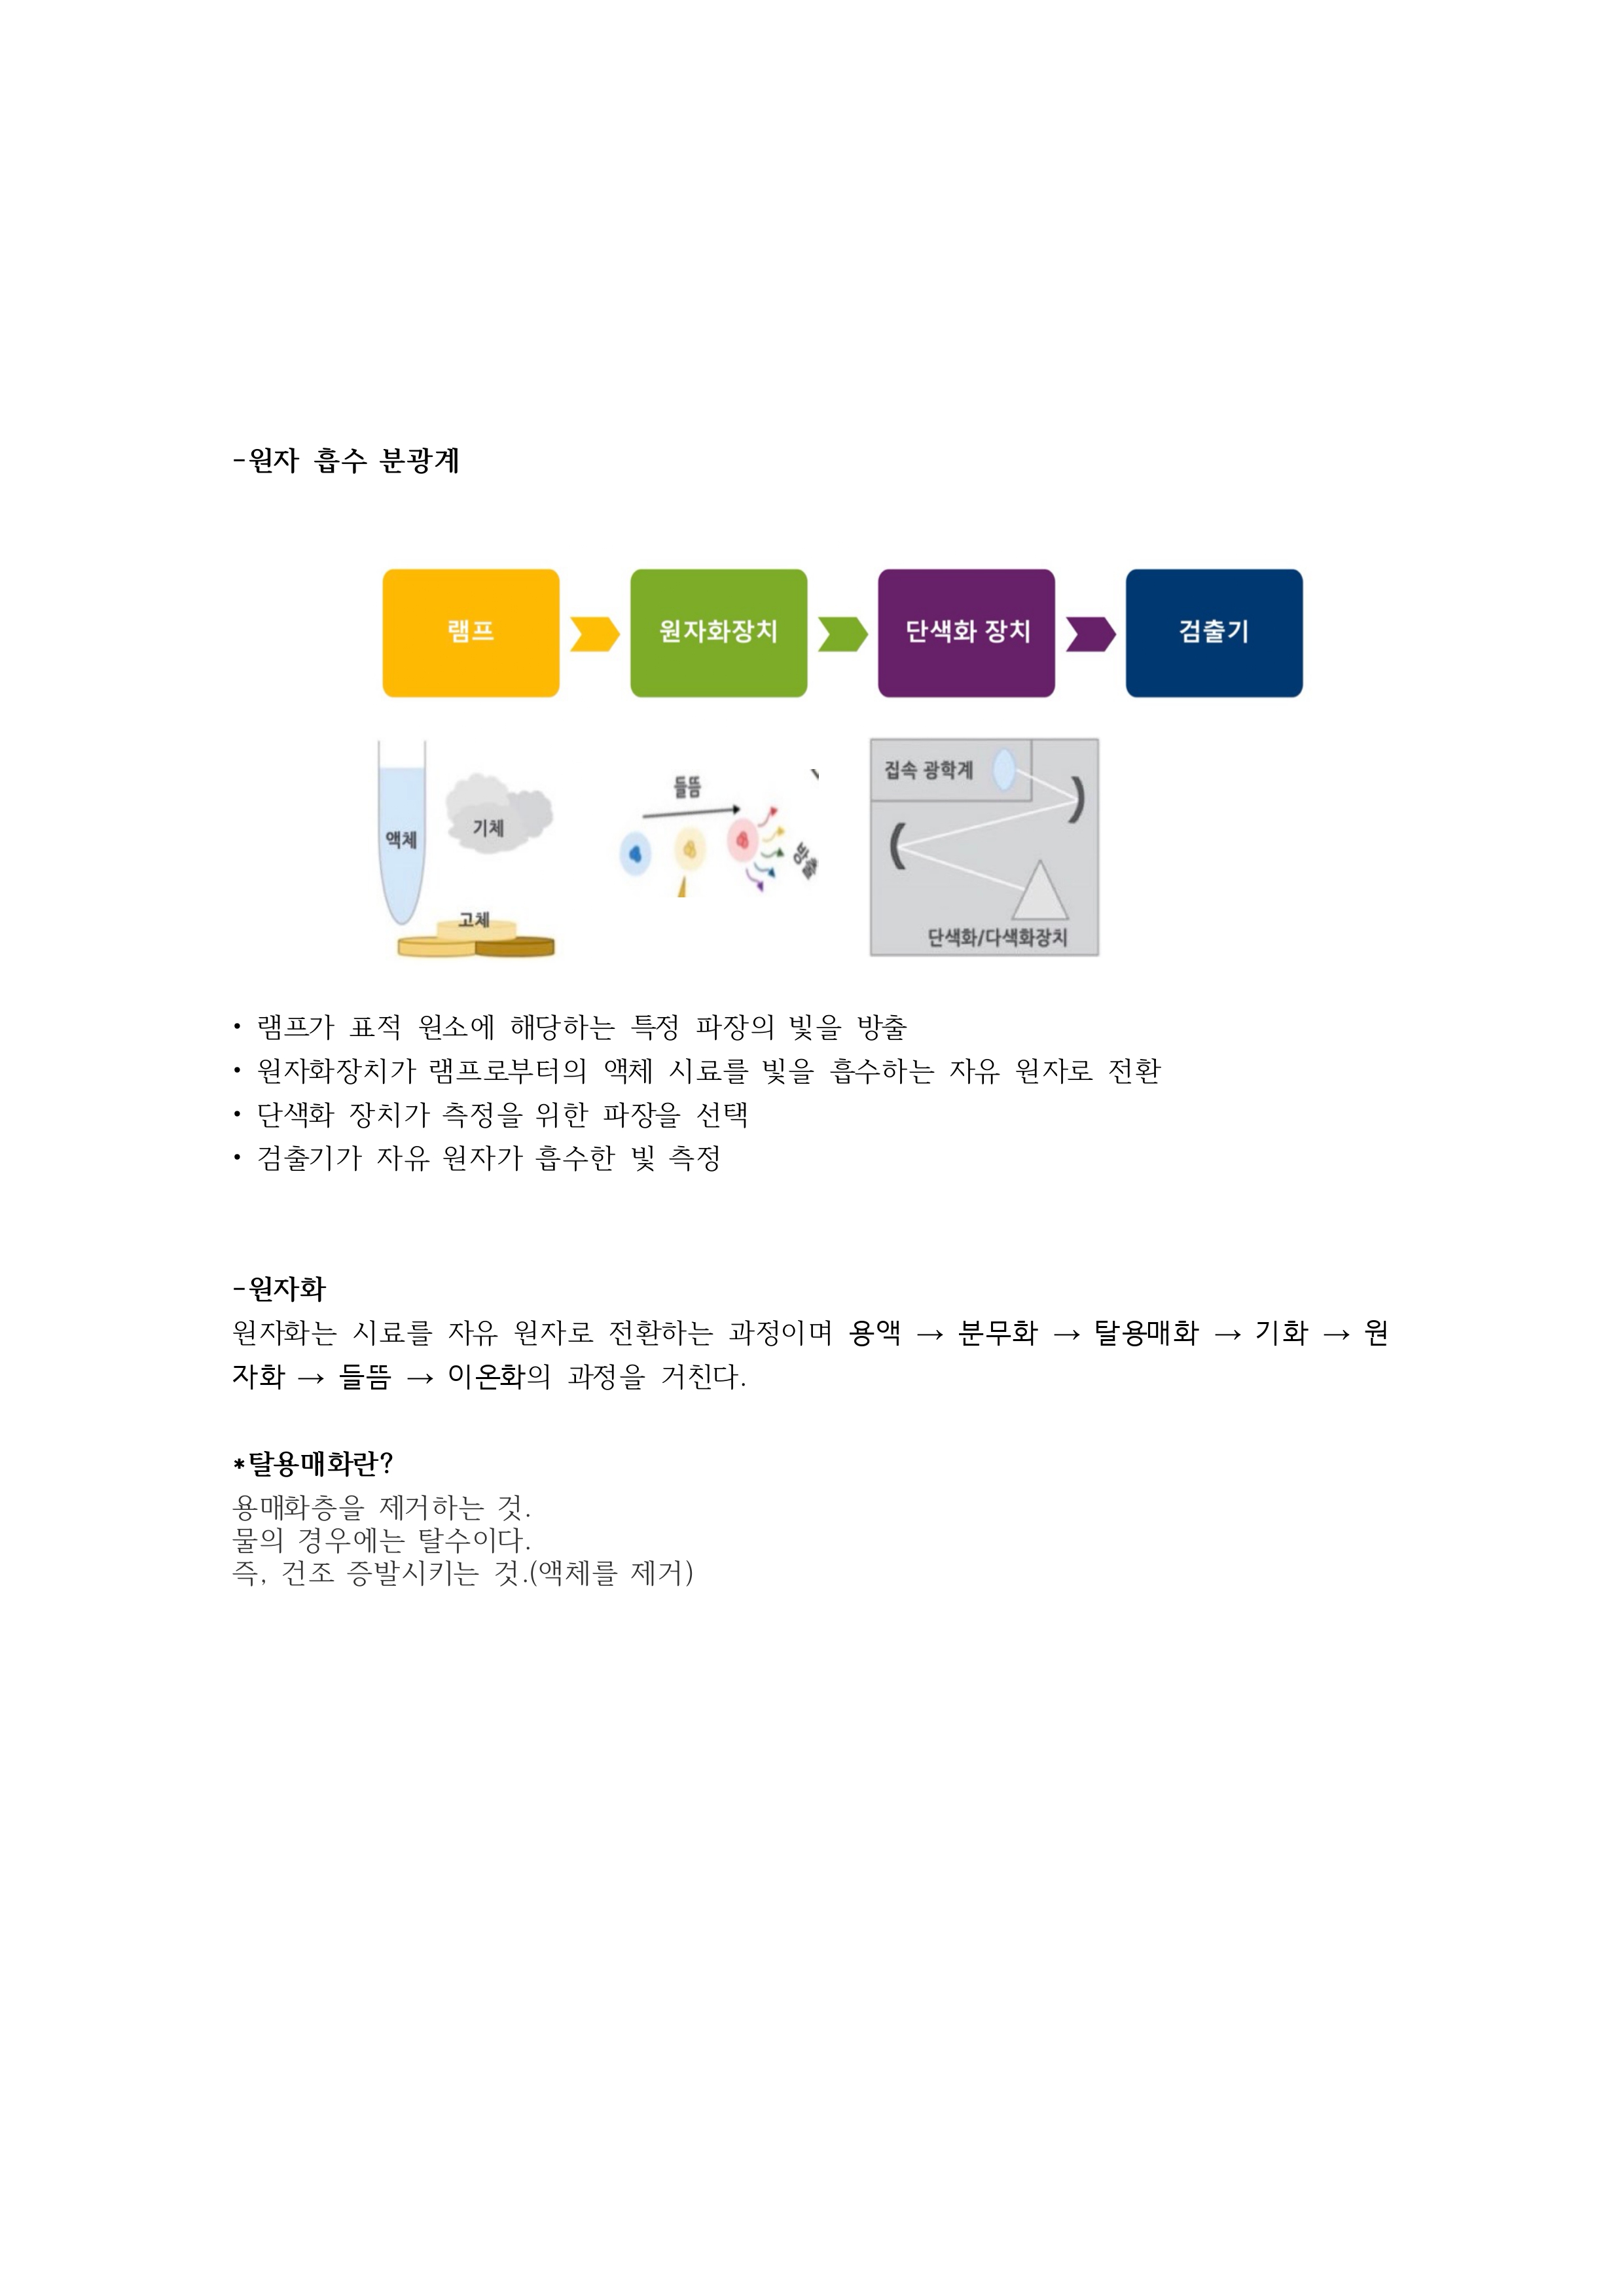 -원자 흡수 분광계
램프
원자화장치
단색화 장치
검출기
액체
기체
고체
들뜸
방출
집속 광학계
단색화/다색화장치
• 램프가 표적 원소에 해당하는 특정 파장의 빛을 방출
• 원자화장치가 램프로부터의 액체 시료를 빛을 흡수하는 자유 원자로 전환
• 단색화 장치가 측정을 위한 파장을 선택
• 검출기가 자유 원자가 흡수한 빛 측정
-원자화
원자화는 시료를 자유 원자로 전환하는 과정이며 용액 → 분무화 → 탈용매화 → 기화 → 원
자화 → 들뜸 → 이온화의 과정을 거친다.
*탈용매화란?
용매화층을 제거하는 것.
물의 경우에는 탈수이다.
즉, 건조 증발시키는 것.(액체를 제거)